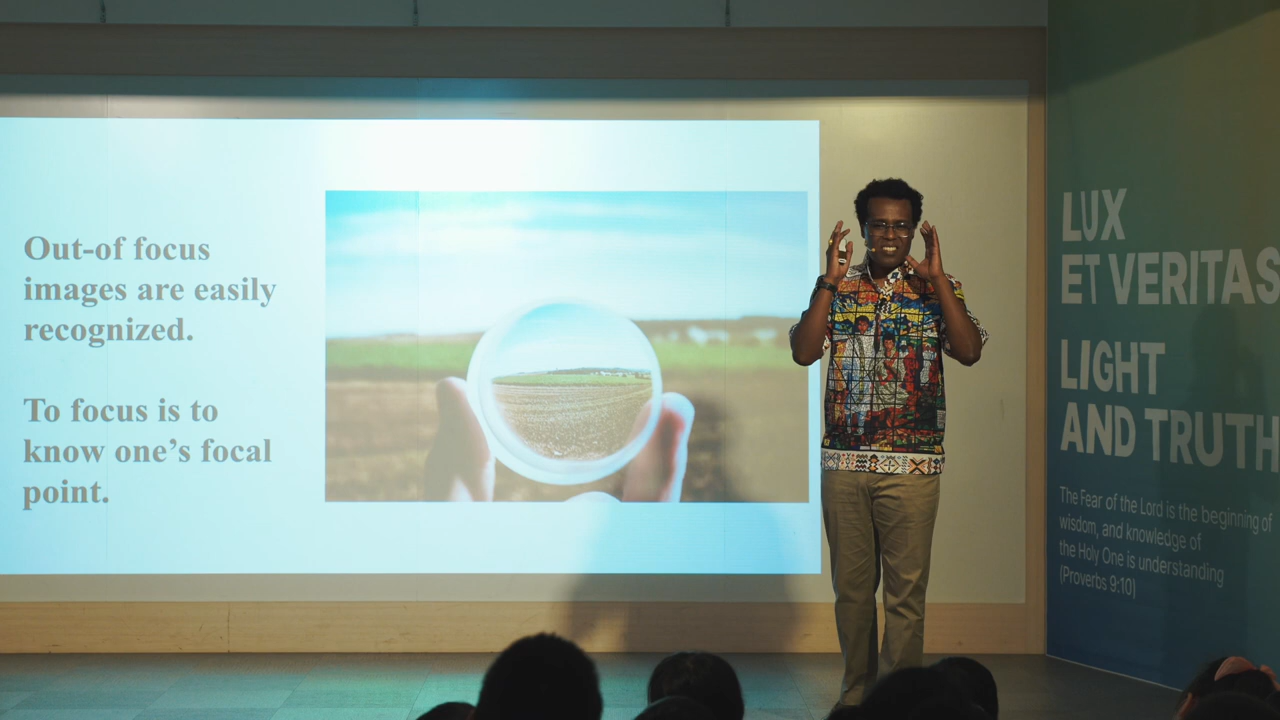 Out-of focus
images are easily
recognized.
To focus is to
know one's focal
point.
LUX
ET VERITAS
LIGHT
AND TRUTH
The Fear of the Lord is the beginning of
wisdom, and knowledge of
the Holy One is understanding
(Proverbs 9:10)